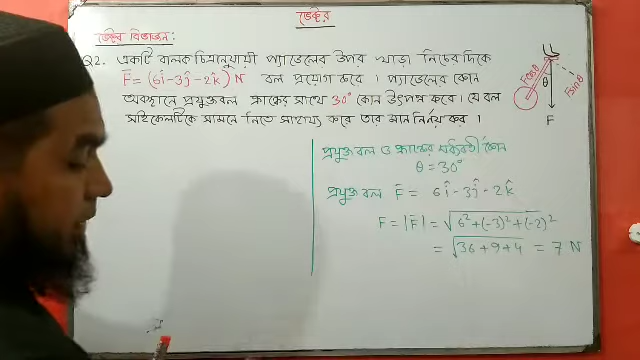 ভেক্টর
ভেক্টর বিভাজন:
Q2. একটি বালক চিত্রানুযায়ী প্যাডেলের উপর খাড়া নিচের দিকে
F̄ = (6î-3ĵ-2k̂) N বল প্রয়োগ করে । প্যাডেলের কোন
অবস্থানে প্রযুক্তবল ক্রাঙ্কের সাথে 30° কোন উৎপন্ন করে । যে বল
সাইকেলটিকে সামনে নিতে সাহায্য করে তার মান নির্নয় কর ।
Fcosθ
θ
Fsinθ
F
প্রযুক্ত বল ও ক্রাঙ্কের মধ্যবর্তী কোন
θ = 30°
প্রযুক্ত বল F̄ = 6î - 3ĵ - 2k̂
F = |F̄| = √6² + (-3)² + (-2)²
= √36 + 9 + 4 = 7 N